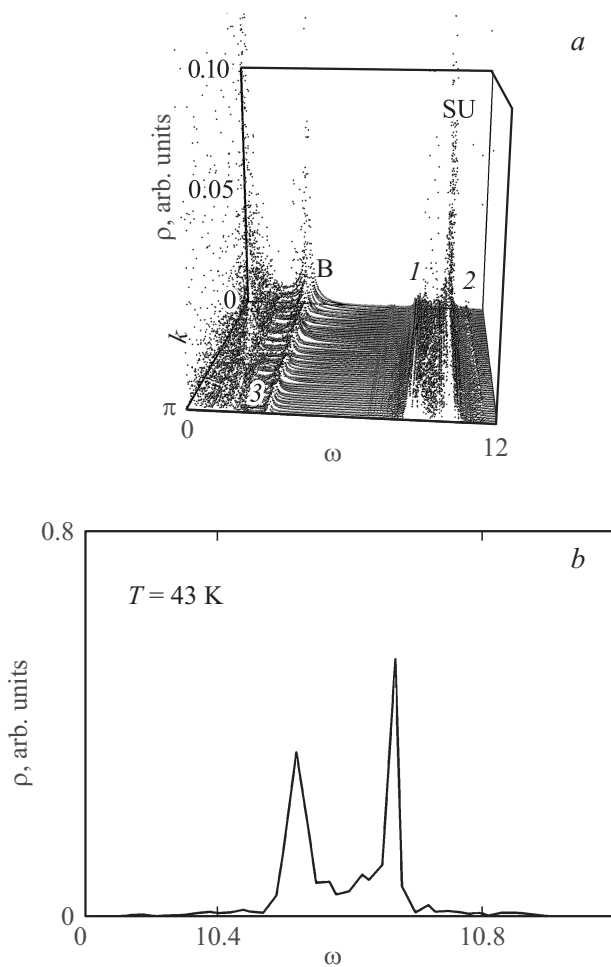 a
0.10
SU
ρ, arb. units
0.05
B
1
2
0
k
3
π
0
12
ω
0.8
b
T = 43 K
ρ, arb. units
0
0
10.4
10.8
ω